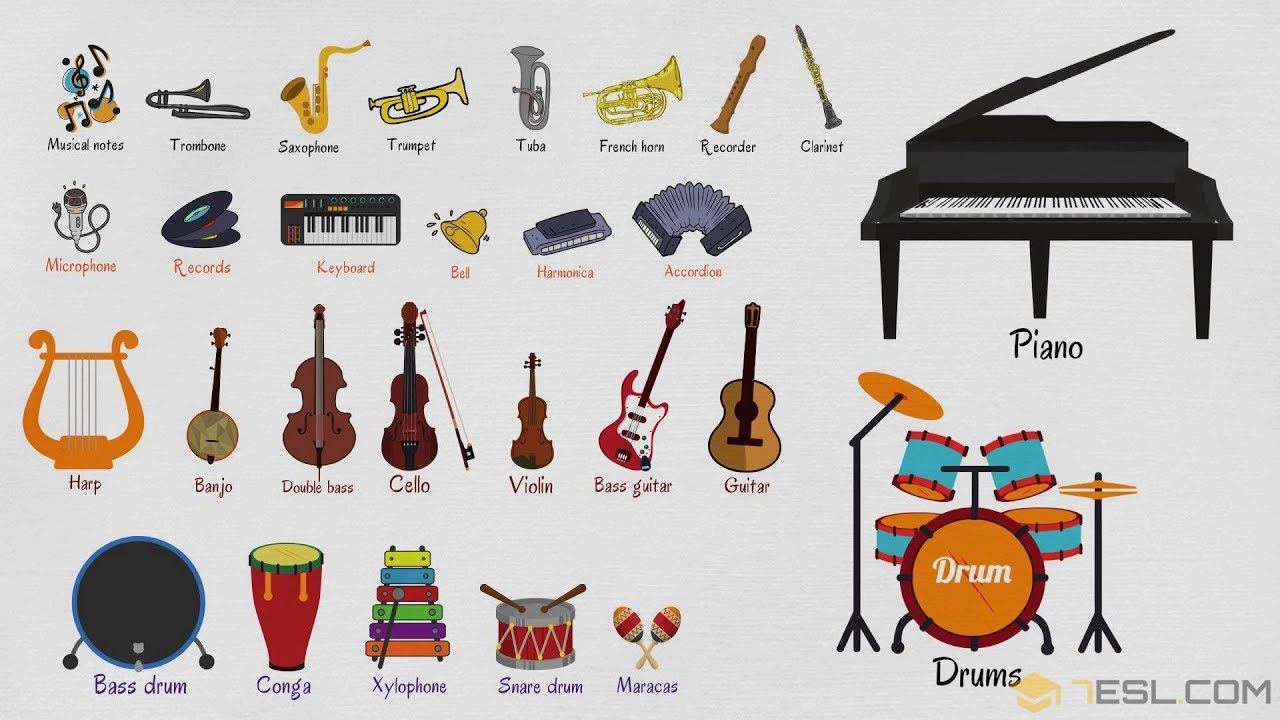 Musical notes
Trombone
Saxophone
Trumpet
Tuba
French horn
Recorder
Clarinet
Microphone
Records
Keyboard
Bell
Harmonica
Accordion
Piano
Harp
Banjo
Double bass
Cello
Violin
Bass guitar
Guitar
Drum
Bass drum
Conga
Xylophone
Snare drum
Maracas
Drums
7ESL.COM